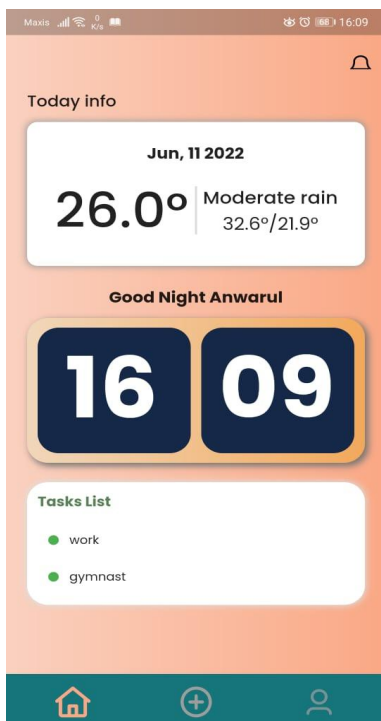 Maxis 0 K/s 68 16:09
Today info
Jun, 11 2022
26.0° Moderate rain
32.6°/21.9°
Good Night Anwarul
16 09
Tasks List
work
gymnast